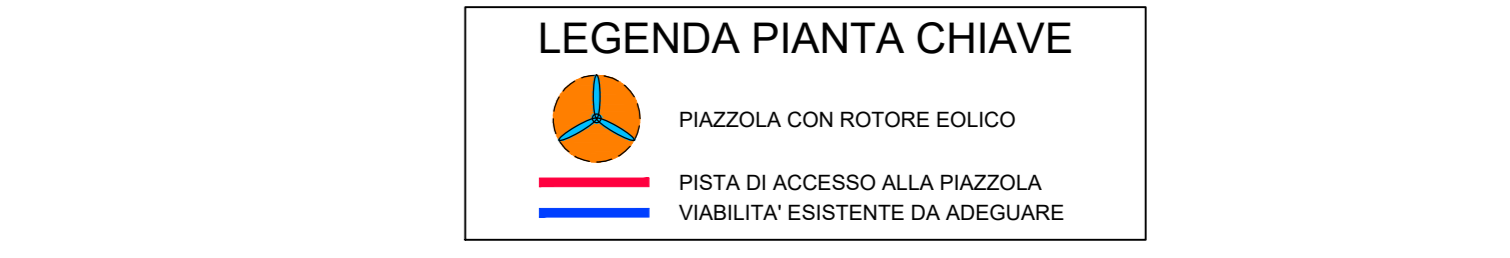 LEGENDA PIANTA CHIAVE
PIAZZOLA CON ROTORE EOLICO
PISTA DI ACCESSO ALLA PIAZZOLA
VIABILITA' ESISTENTE DA ADEGUARE